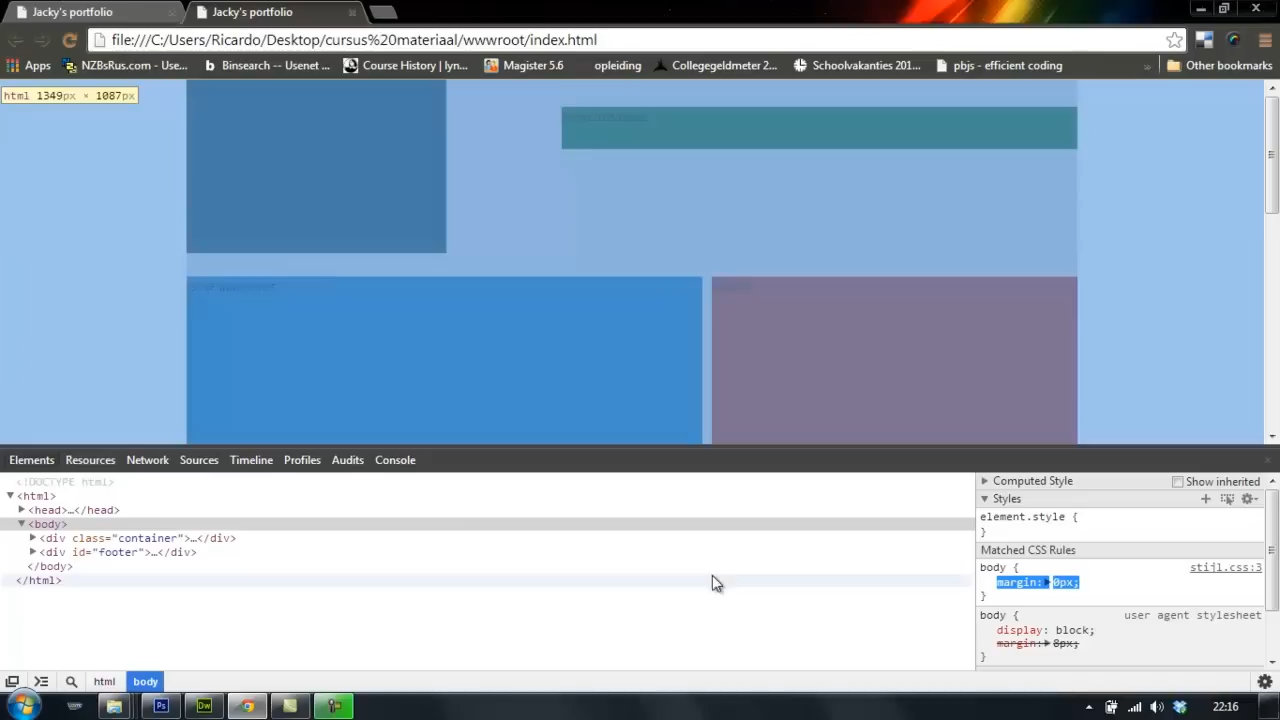 Jacky's portfolio
Jacky's portfolio
file:///C:/Users/Ricardo/Desktop/cursus%20materiaal/wwwroot/index.html
Apps NZBsRus.com - Use... Binsearch -- Usenet ... Course History | lyn... Magister 5.6 opleiding Collegegeldmeter 2... Schoolvakanties 201... pbjs - efficient coding » Other bookmarks
html 1349px × 1087px
Elements Resources Network Sources Timeline Profiles Audits Console
<!DOCTYPE html>
<html>
<head>…</head>
<body>
<div class="container">…</div>
<div id="footer">…</div>
</body>
</html>
Computed Style Show inherited
Styles
element.style {
}
Matched CSS Rules
body { stijl.css:3
margin: 0px;
}
body { user agent stylesheet
display: block;
margin: 8px;
}
html body
Ps Dw 22:16